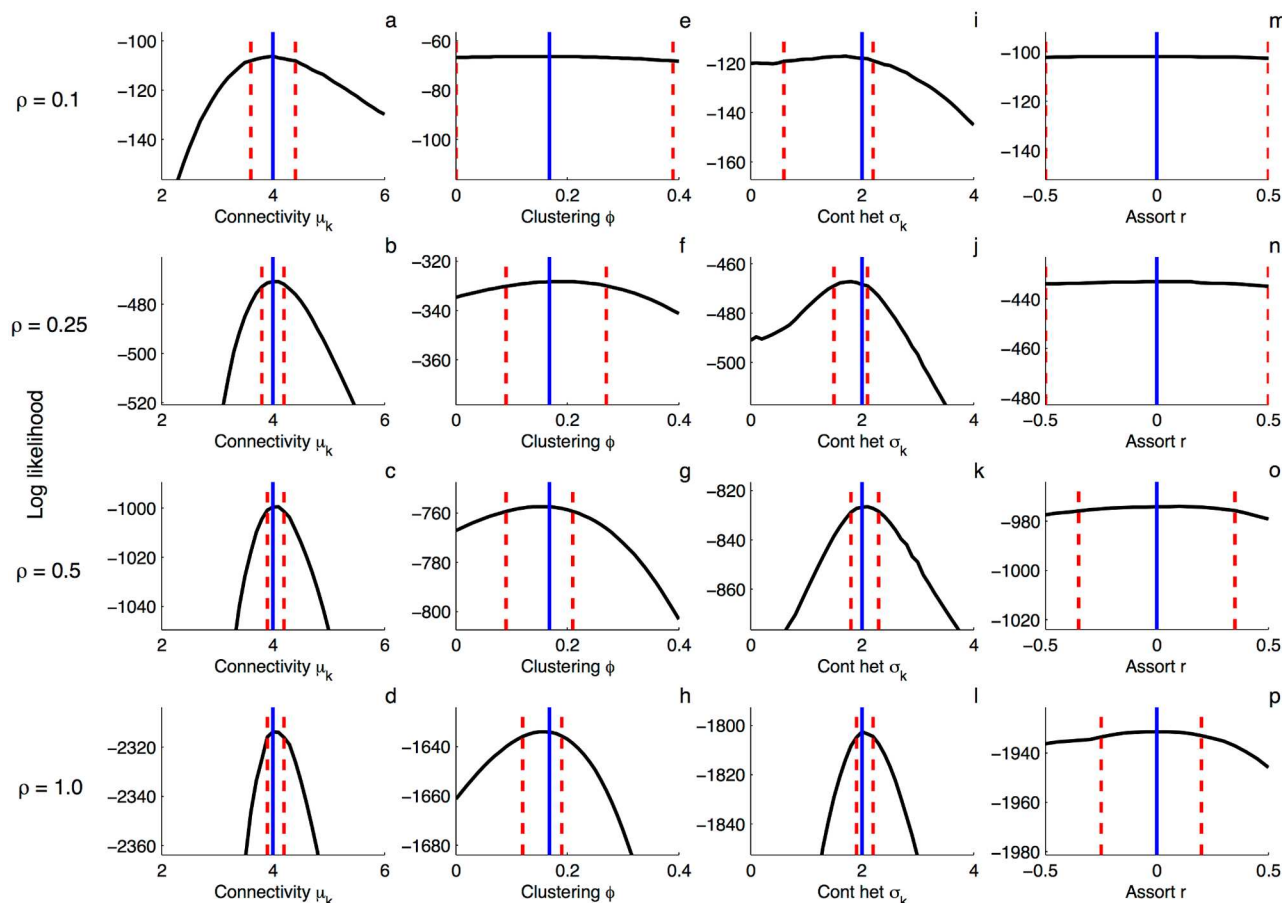 a e i m
ρ = 0.1
−100 −120 −140
2 4 6
Connectivity μk
−60 −80 −100
0 0.2 0.4
Clustering ϕ
−120 −140 −160
0 2 4
Cont het σk
−100 −120 −140
−0.5 0 0.5
Assort r
b f j n
ρ = 0.25
−480 −500 −520
2 4 6
Connectivity μk
−320 −340 −360
0 0.2 0.4
Clustering ϕ
−460 −480 −500
0 2 4
Cont het σk
−440 −460 −480
−0.5 0 0.5
Assort r
Log likelihood
c g k o
ρ = 0.5
−1000 −1020 −1040
2 4 6
Connectivity μk
−760 −780 −800
0 0.2 0.4
Clustering ϕ
−820 −840 −860
0 2 4
Cont het σk
−980 −1000 −1020
−0.5 0 0.5
Assort r
d h l p
ρ = 1.0
−2320 −2340 −2360
2 4 6
Connectivity μk
−1640 −1660 −1680
0 0.2 0.4
Clustering ϕ
−1800 −1820 −1840
0 2 4
Cont het σk
−1940 −1960 −1980
−0.5 0 0.5
Assort r